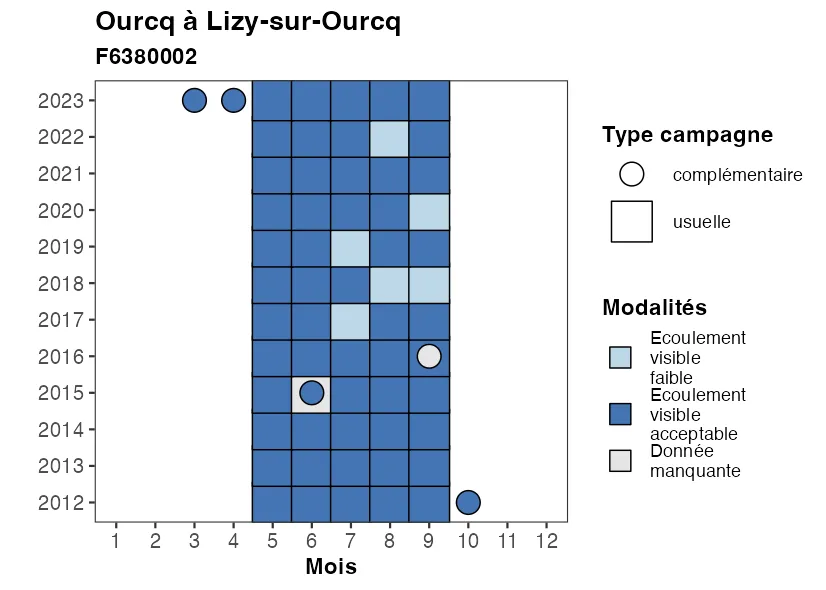 Ourcq à Lizy-sur-Ourcq
F6380002
2023
2022
2021
2020
2019
2018
2017
2016
2015
2014
2013
2012
1 2 3 4 5 6 7 8 9 10 11 12
Mois
Type campagne
complémentaire
usuelle
Modalités
Ecoulement
visible
faible
Ecoulement
visible
acceptable
Donnée
manquante